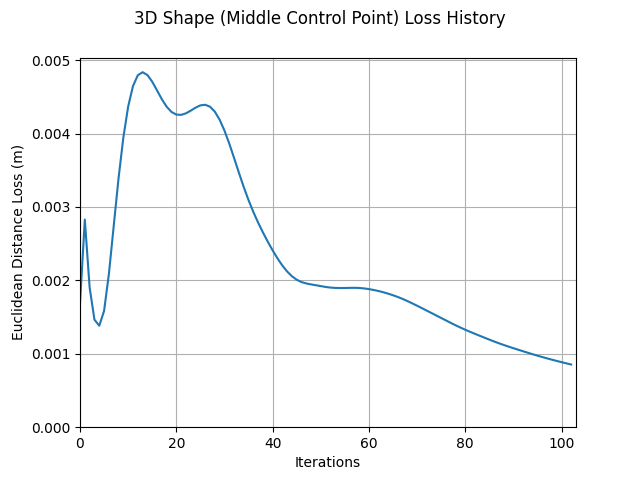 3D Shape (Middle Control Point) Loss History
0.005
0.004
0.003
0.002
0.001
0.000
Euclidean Distance Loss (m)
0 20 40 60 80 100
Iterations